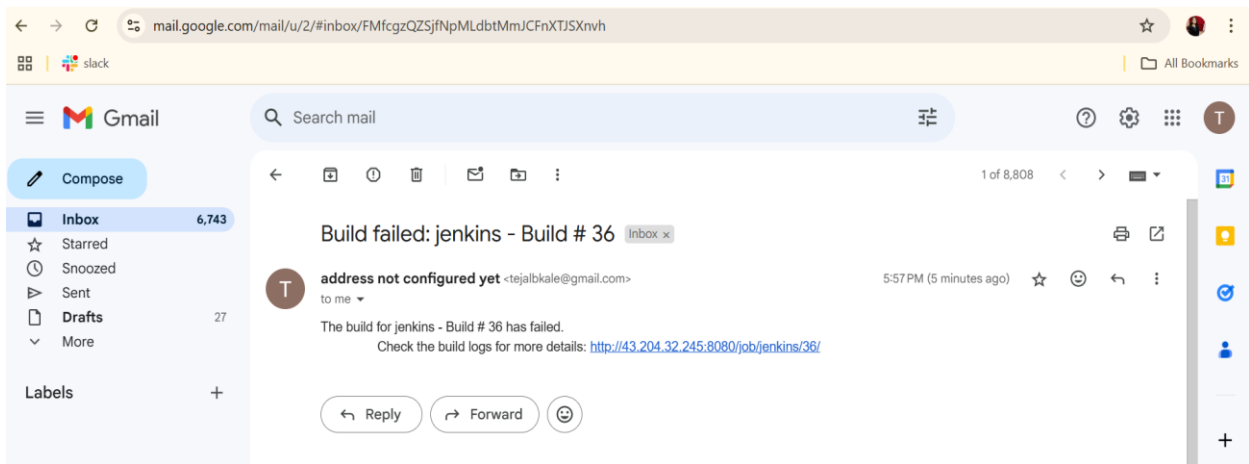 mail.google.com/mail/u/2/#inbox/FMfcgzQZSjfNpMLdbtMmJCFnXTJSXnvh
slack
All Bookmarks
Gmail
Search mail
T
Compose
1 of 8,808
31
Inbox 6,743
Starred
Snoozed
Sent
Drafts 27
More
Labels
Build failed: jenkins - Build # 36 Inbox ×
T
address not configured yet <tejalbkale@gmail.com> 5:57 PM (5 minutes ago)
to me
The build for jenkins - Build # 36 has failed.
Check the build logs for more details: http://43.204.32.245:8080/job/jenkins/36/
Reply
Forward